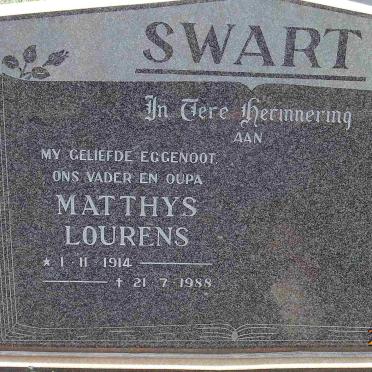 SWART
In Tere Herinnering
AAN
MY GELIEFDE EGGENOOT
ONS VADER EN OUPA
MATTHYS
LOURENS
★ 1 · 11 · 1914
† 21 · 7 · 1988